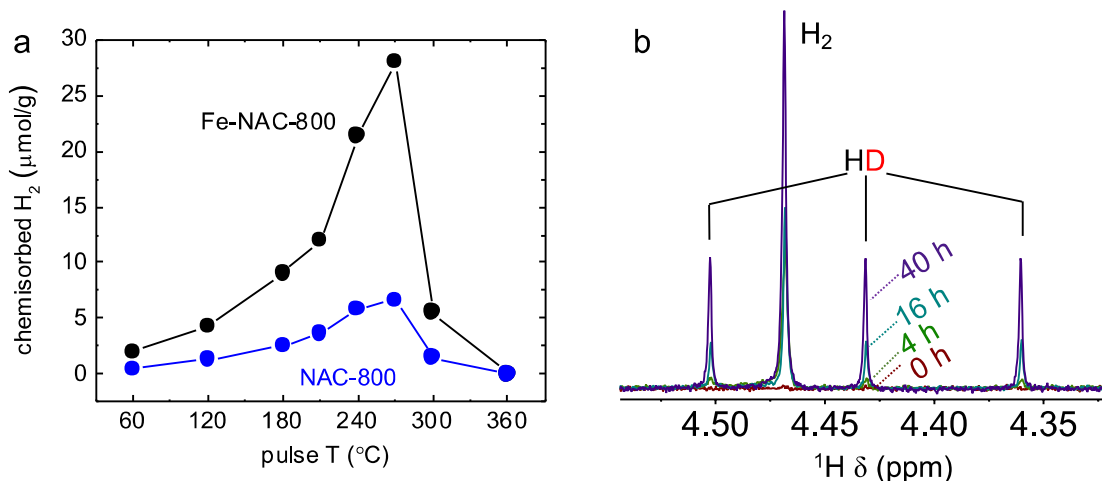 a
chemisorbed H₂ (μmol/g)
30
25
20
15
10
5
0
Fe-NAC-800
NAC-800
60 120 180 240 300 360
pulse T (°C)
b
H₂
HD
40 h
16 h
4 h
0 h
4.50 4.45 4.40 4.35
¹H δ (ppm)